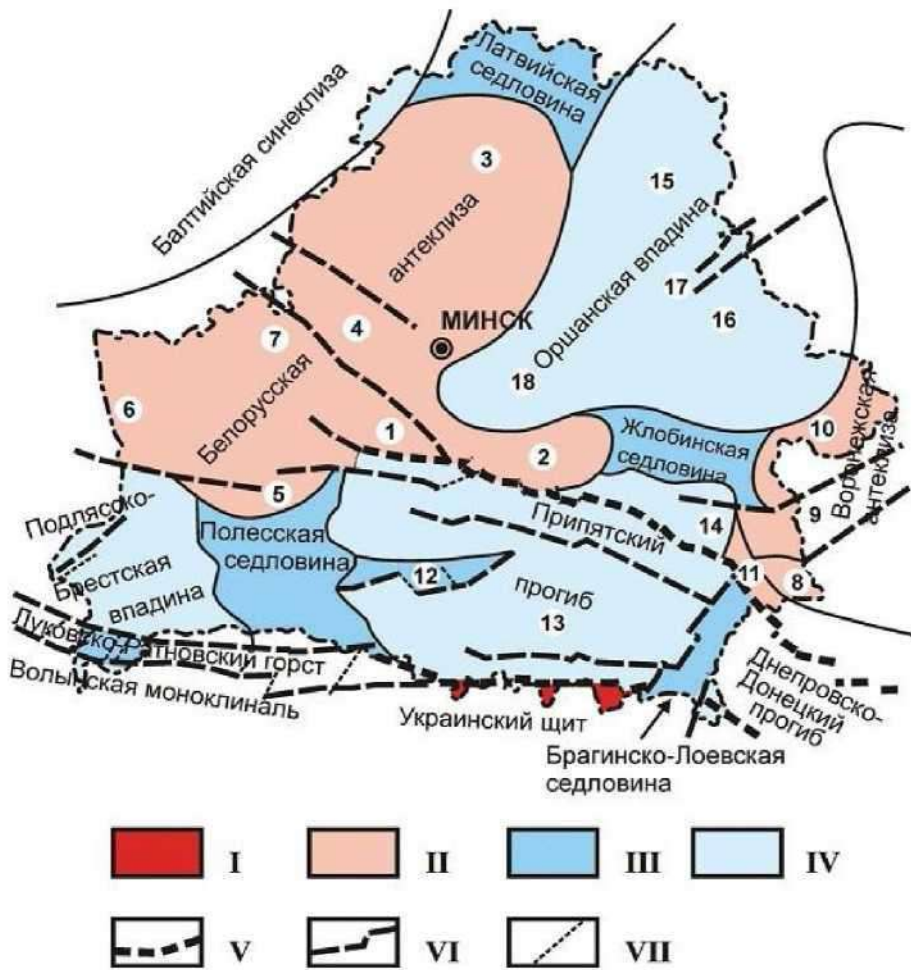 Латвийская
седловина
Балтийская синеклиза
3
15
антеклиза
Оршанская впадина
17
7
4
МИНСК
16
18
6
Белорусская
1
2
Жлобинская
седловина
10
Воронежская
антеклиза
5
9
Подлясско-
Брестская
впадина
Полесская
седловина
Припятский
прогиб
14
12
11
8
13
Луковско-Ратновский горст
Волынская моноклиналь
Украинский щит
Днепровско-
Донецкий
прогиб
Брагинско-Лоевская
седловина
I
II
III
IV
V
VI
VII